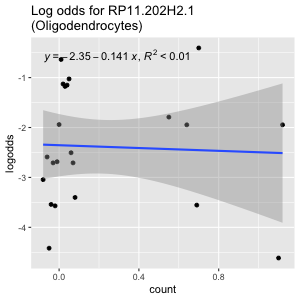 Log odds for RP11.202H2.1
(Oligodendrocytes)
y = −2.35 − 0.141 x, R² < 0.01
-1
-2
-3
-4
logodds
0.0 0.4 0.8
count